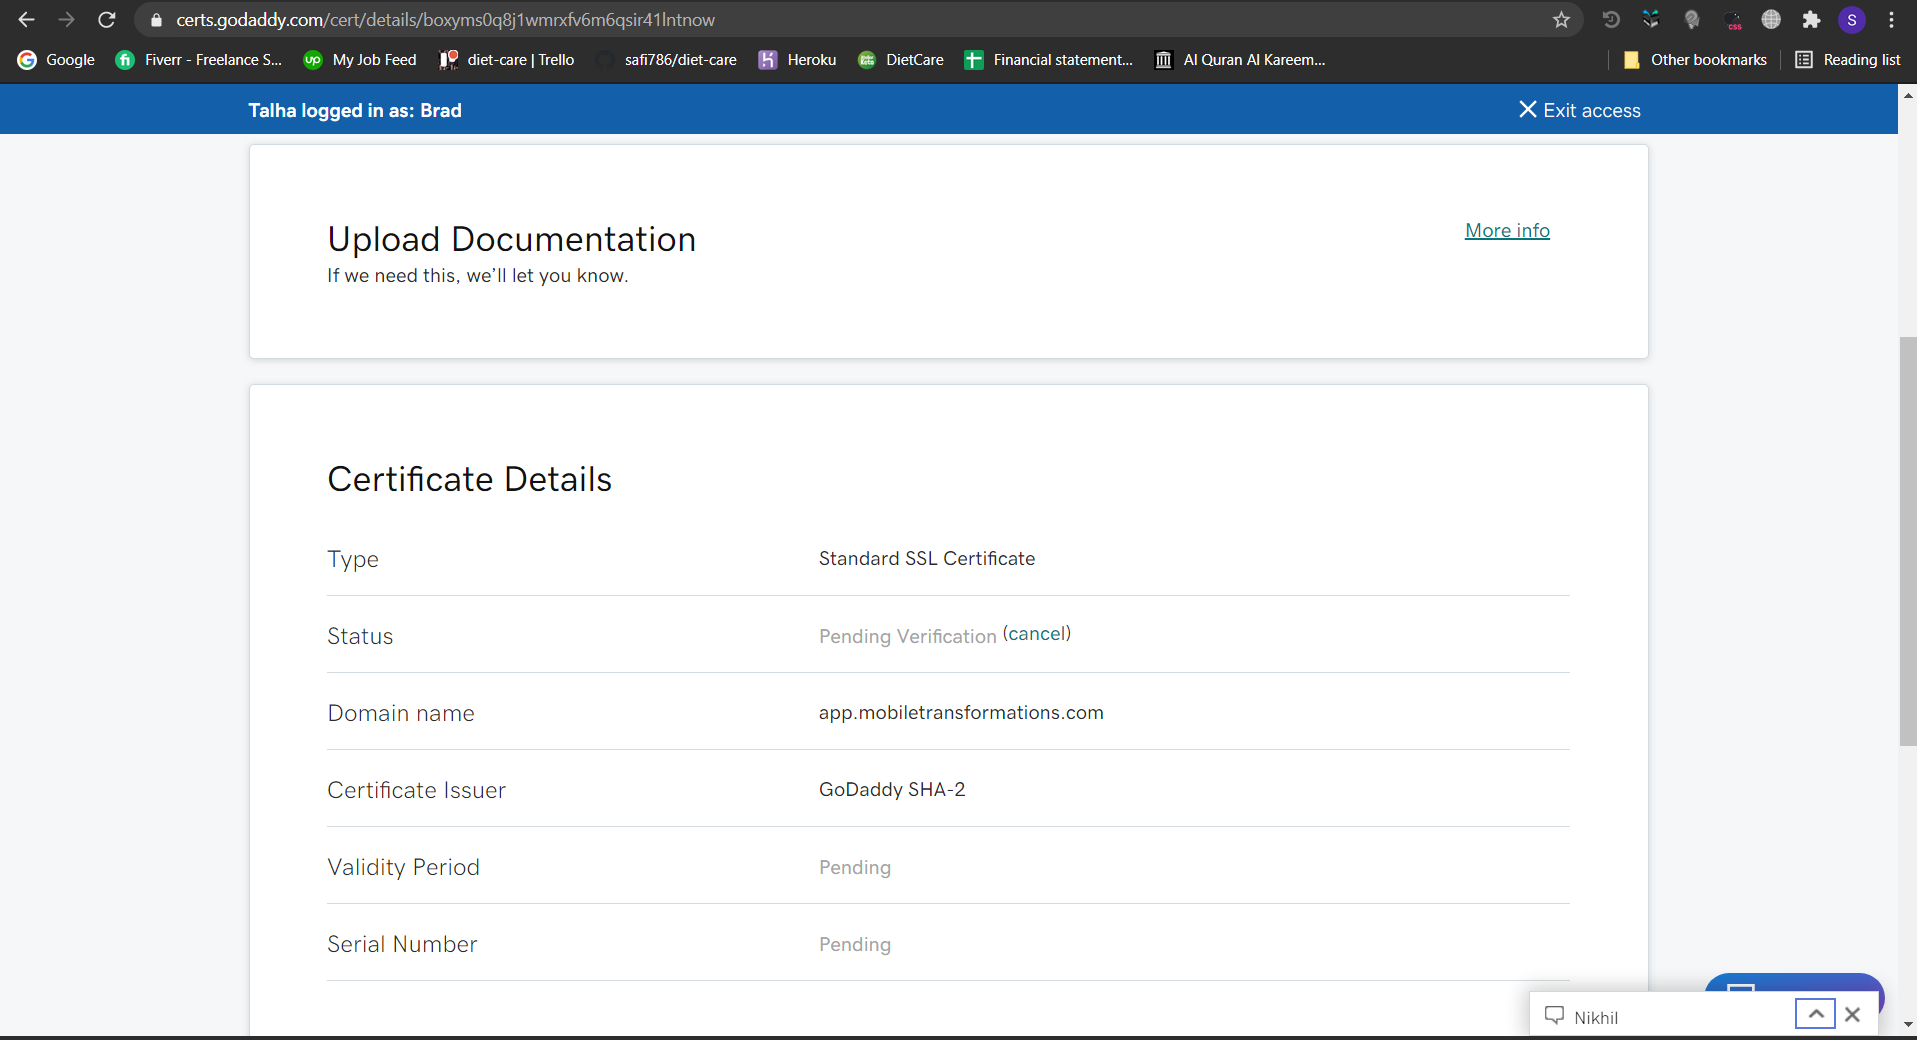 certs.godaddy.com/cert/details/boxyms0q8j1wmrxfv6m6qsir41lntnow
S
Google
Fiverr - Freelance S...
My Job Feed
diet-care | Trello
safi786/diet-care
Heroku
DietCare
Financial statement...
Al Quran Al Kareem...
Other bookmarks
Reading list
Talha logged in as: Brad
Exit access
Upload Documentation
More info
If we need this, we’ll let you know.
Certificate Details
Type
Standard SSL Certificate
Status
Pending Verification (cancel)
Domain name
app.mobiletransformations.com
Certificate Issuer
GoDaddy SHA-2
Validity Period
Pending
Serial Number
Pending
Nikhil